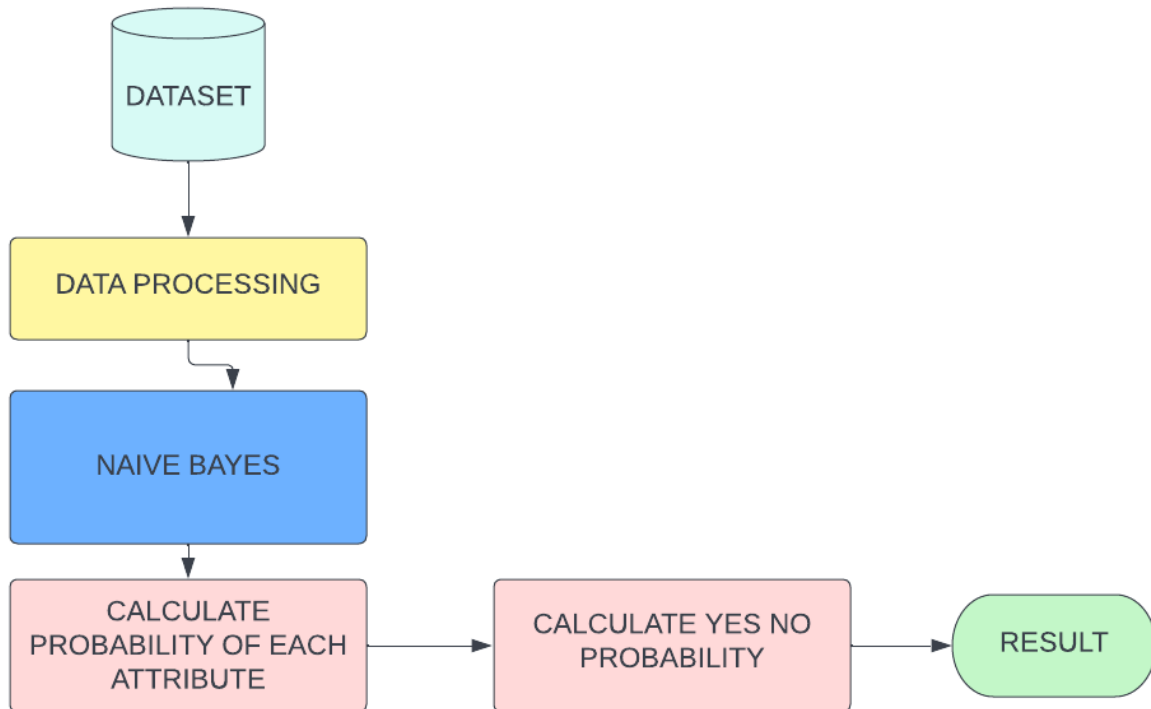 DATASET
DATA PROCESSING
NAIVE BAYES
CALCULATE
PROBABILITY OF EACH
ATTRIBUTE
CALCULATE YES NO
PROBABILITY
RESULT